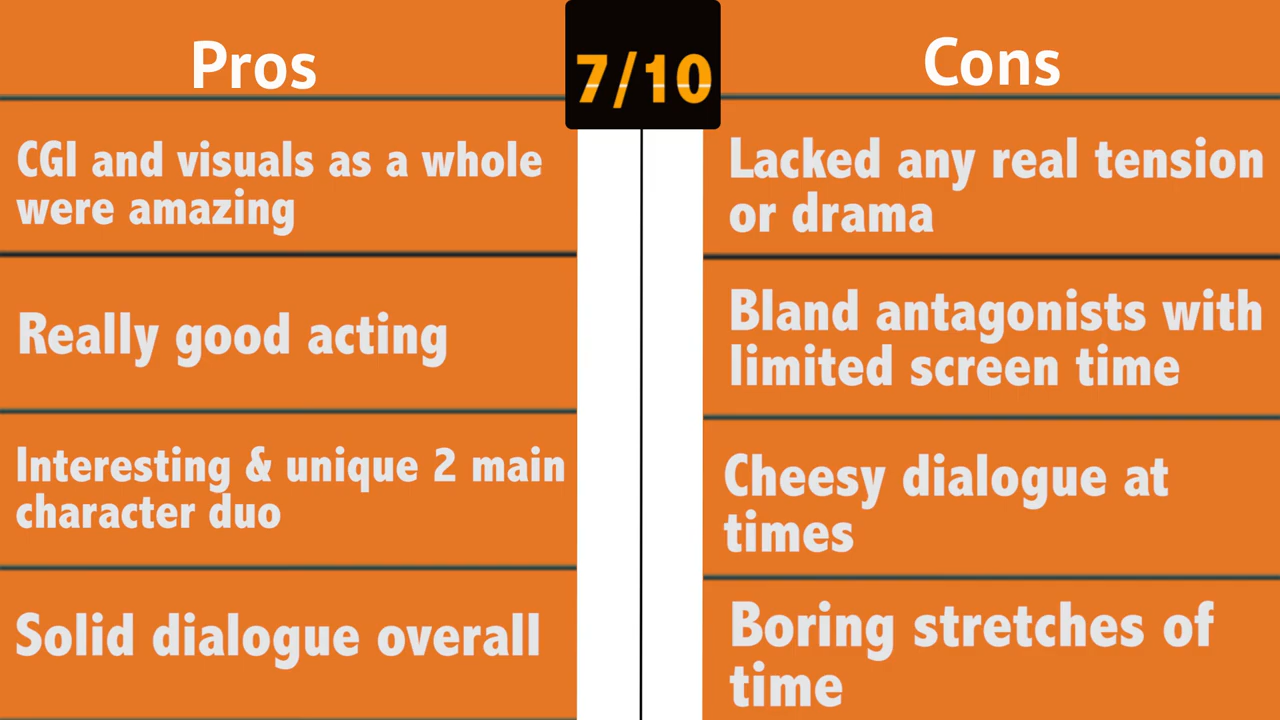 Pros
CGI and visuals as a whole
were amazing
Really good acting
Interesting & unique 2 main
character duo
Solid dialogue overall
7/10
Cons
Lacked any real tension
or drama
Bland antagonists with
limited screen time
Cheesy dialogue at
times
Boring stretches of
time